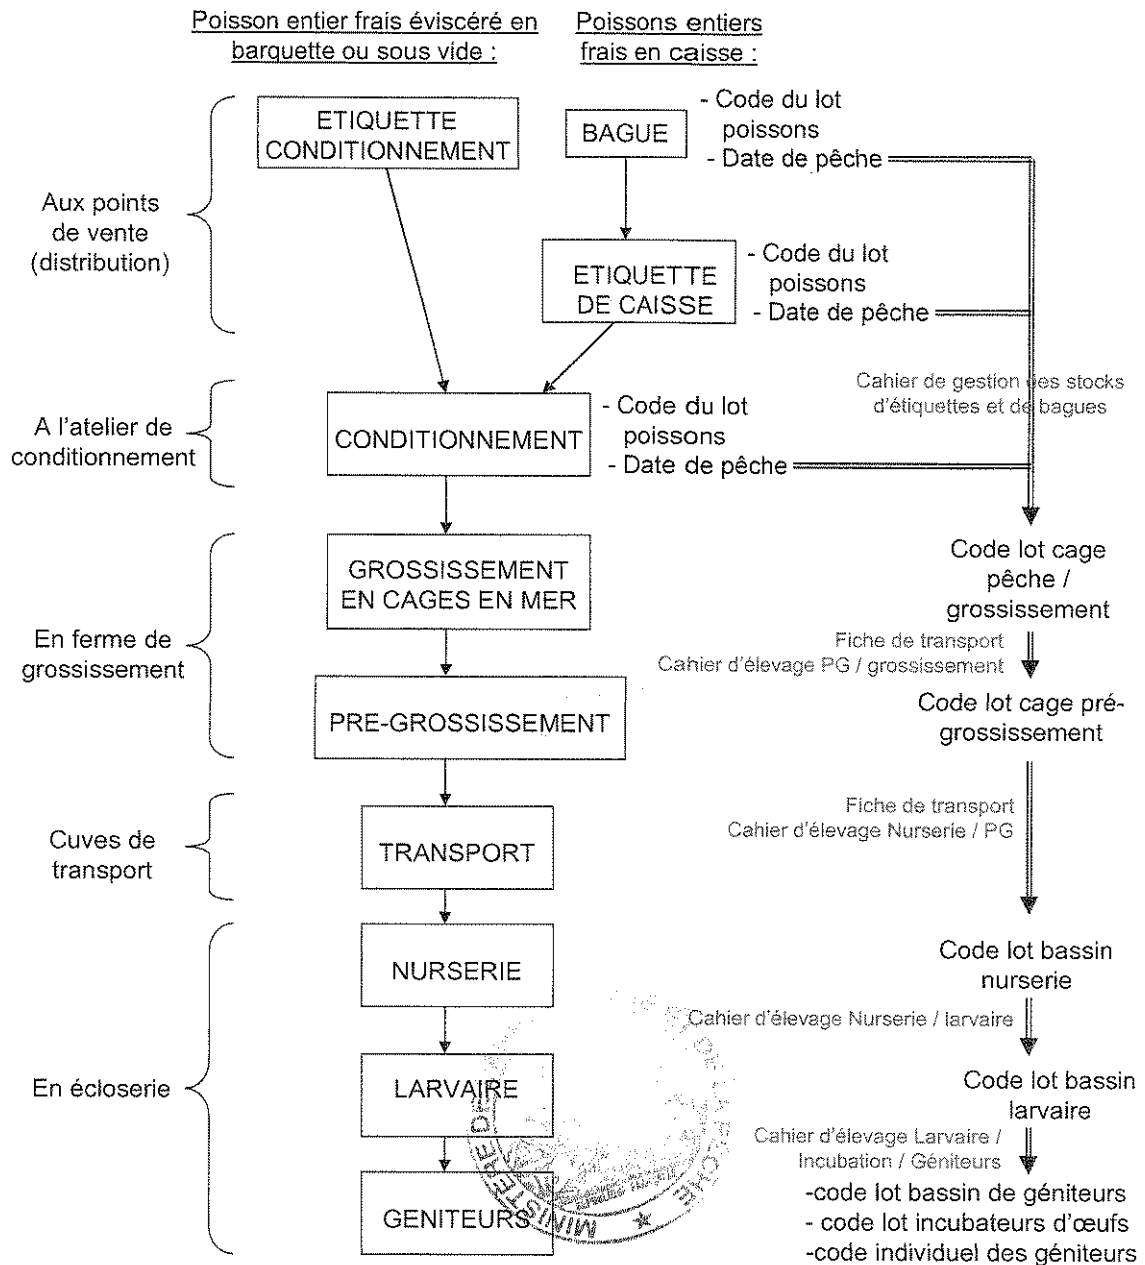 Poisson entier frais éviscéré en
barquette ou sous vide :
Poissons entiers
frais en caisse :
ETIQUETTE
CONDITIONNEMENT
BAGUE
- Code du lot
poissons
- Date de pêche
Aux points
de vente
(distribution)
ETIQUETTE
DE CAISSE
- Code du lot
poissons
- Date de pêche
Cahier de gestion des stocks
d'étiquettes et de bagues
A l'atelier de
conditionnement
CONDITIONNEMENT
- Code du lot
poissons
- Date de pêche
En ferme de
grossissement
GROSSISSEMENT
EN CAGES EN MER
Code lot cage
pêche /
grossissement
Fiche de transport
Cahier d'élevage PG / grossissement
PRE-GROSSISSEMENT
Code lot cage pré-
grossissement
Cuves de
transport
TRANSPORT
Fiche de transport
Cahier d'élevage Nurserie / PG
En écloserie
NURSERIE
Code lot bassin
nurserie
Cahier d'élevage Nurserie / larvaire
LARVAIRE
Code lot bassin
larvaire
Cahier d'élevage Larvaire /
Incubation / Géniteurs
GENITEURS
-code lot bassin de géniteurs
- code lot incubateurs d'œufs
-code individuel des géniteurs
MINISTERE DE
PECHE